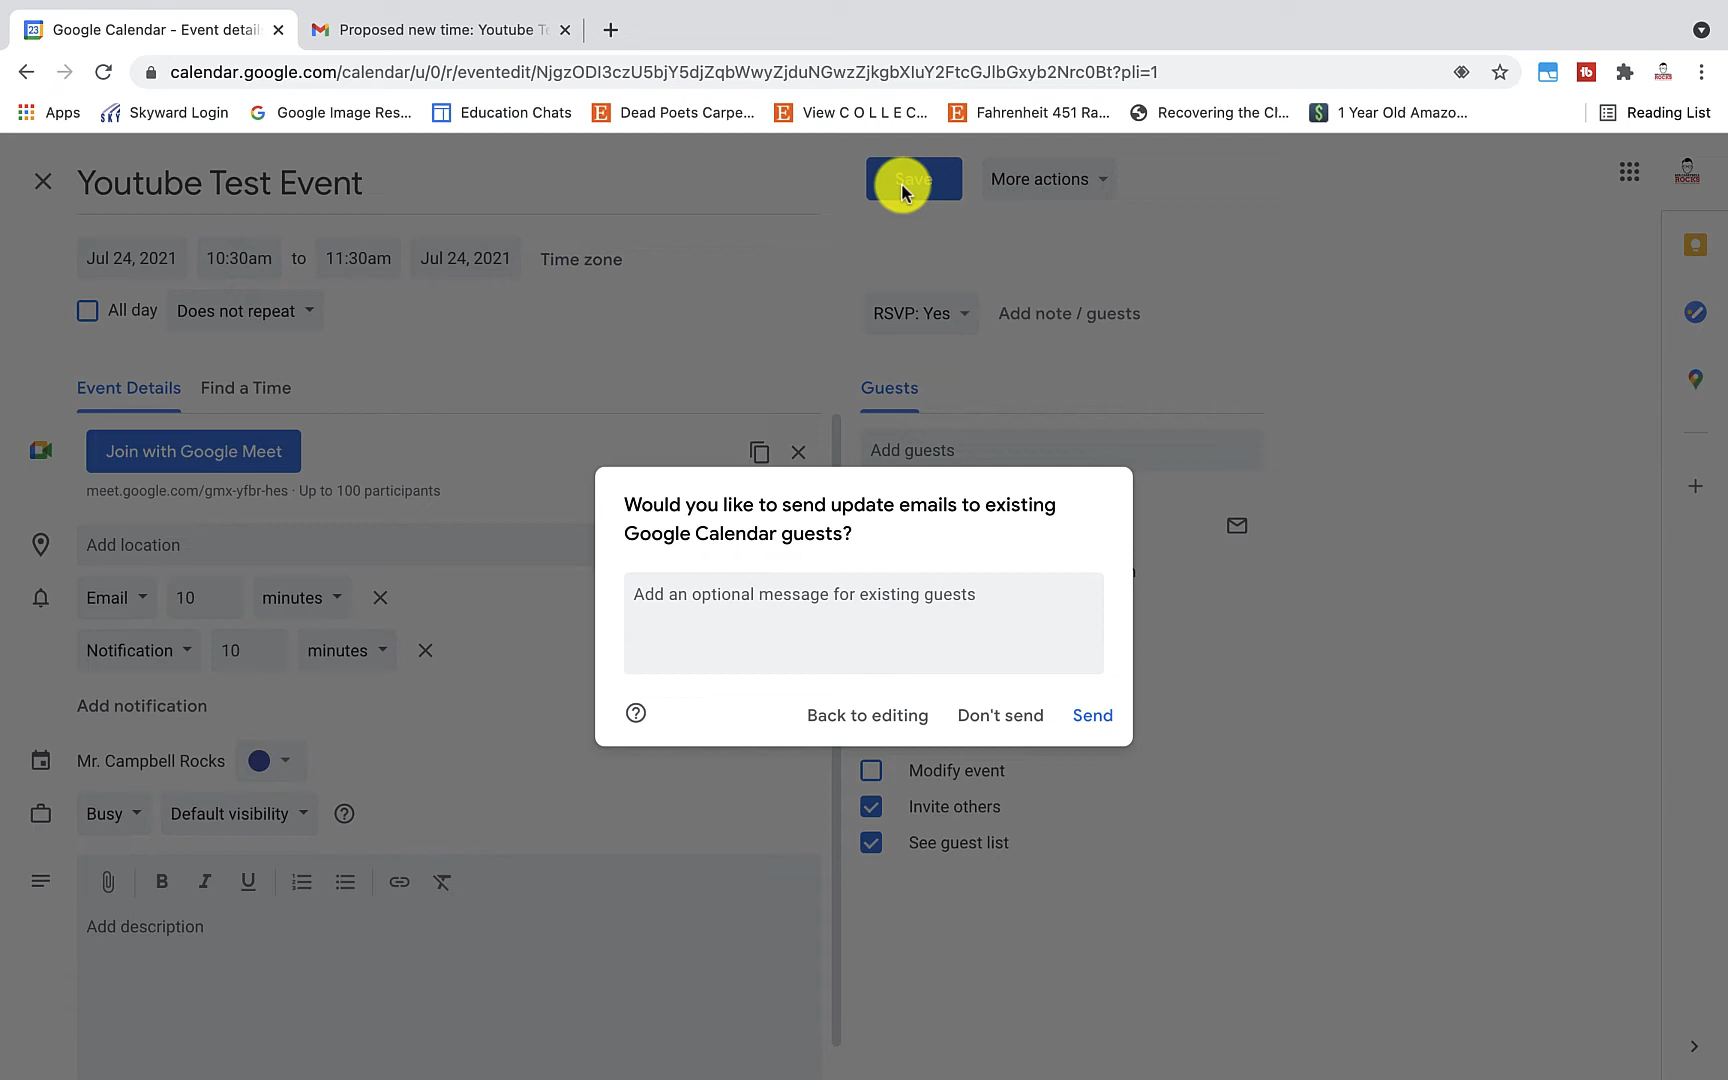 23 Google Calendar - Event detail
Proposed new time: Youtube Te
calendar.google.com/calendar/u/0/r/eventedit/NjgzODI3czU5bjY5djZqbWwyZjduNGwzZjkgbXIuY2FtcGJlbGxyb2Nrc0Bt?pli=1
Apps
Skyward Login
Google Image Res...
Education Chats
Dead Poets Carpe...
View C O L L E C...
Fahrenheit 451 Ra...
Recovering the Cl...
1 Year Old Amazo...
Reading List
Youtube Test Event
Save
More actions
Jul 24, 2021 10:30am to 11:30am Jul 24, 2021 Time zone
All day Does not repeat
RSVP: Yes Add note / guests
Event Details Find a Time
Guests
Join with Google Meet
Add guests
meet.google.com/gmx-yfbr-hes · Up to 100 participants
Would you like to send update emails to existing
Google Calendar guests?
Add location
Add an optional message for existing guests
Email 10 minutes
Notification 10 minutes
Add notification
Back to editing Don't send Send
Mr. Campbell Rocks
Modify event
Invite others
See guest list
Busy Default visibility
B I U
Add description